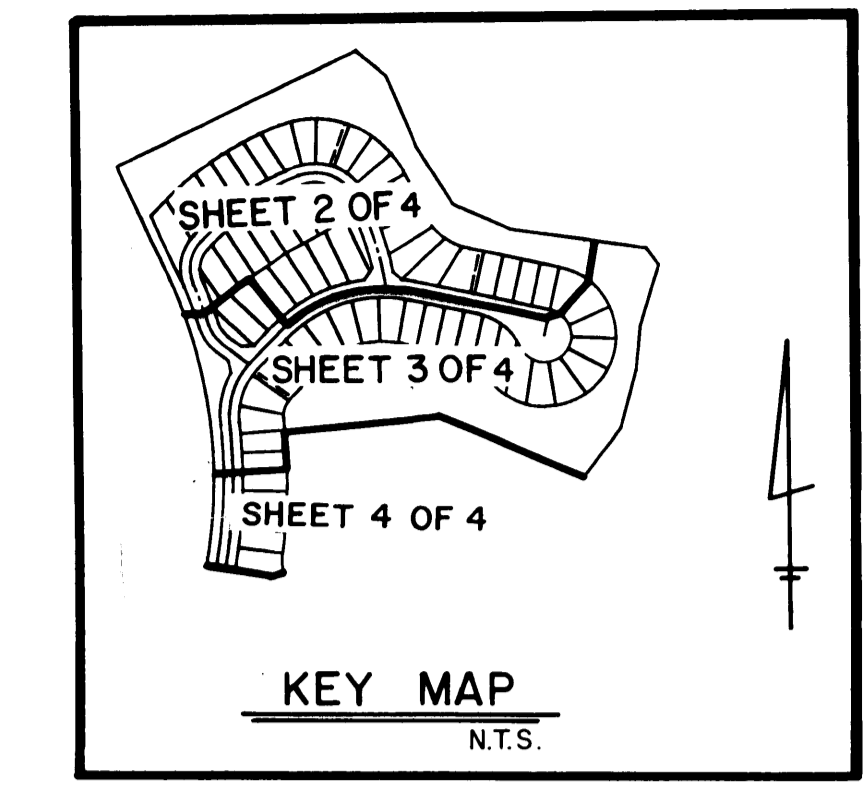 SHEET 2 OF 4
SHEET 3 OF 4
SHEET 4 OF 4
KEY MAP
N.T.S.